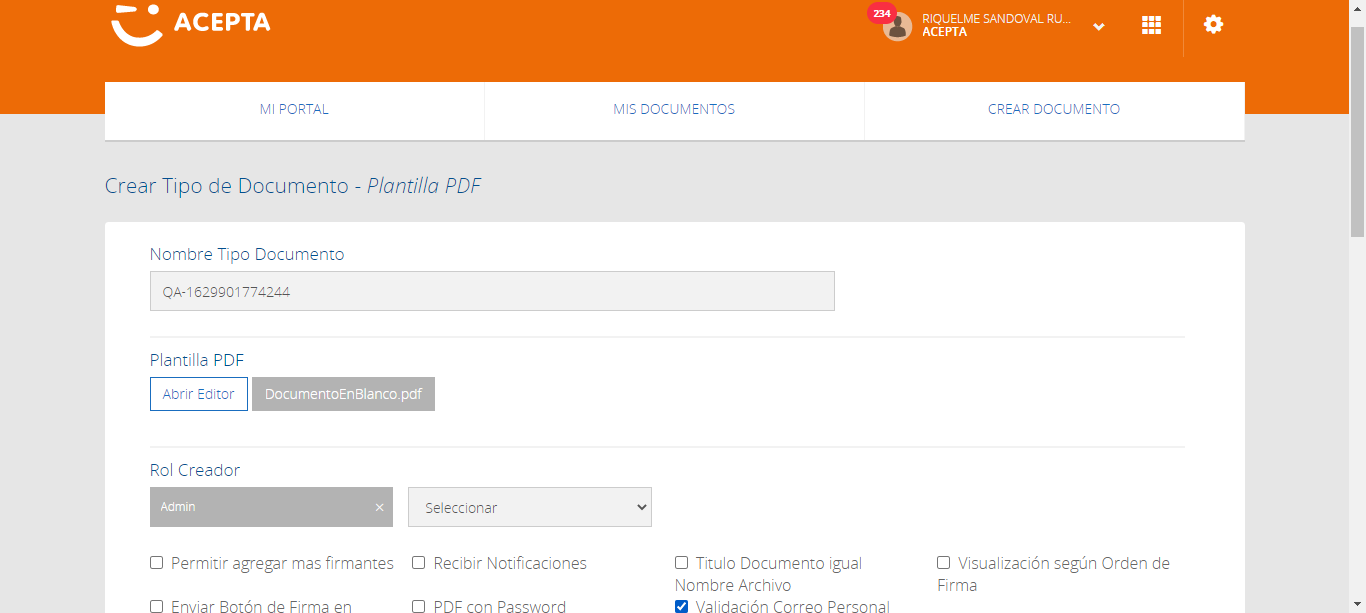 ACEPTA
234
RIQUELME SANDOVAL RU...
ACEPTA
MI PORTAL
MIS DOCUMENTOS
CREAR DOCUMENTO
Crear Tipo de Documento - Plantilla PDF
Nombre Tipo Documento
QA-1629901774244
Plantilla PDF
Abrir Editor
DocumentoEnBlanco.pdf
Rol Creador
Admin ×
Seleccionar
Permitir agregar mas firmantes
Recibir Notificaciones
Titulo Documento igual
Nombre Archivo
Visualización según Orden de
Firma
Enviar Botón de Firma en
PDF con Password
Validación Correo Personal